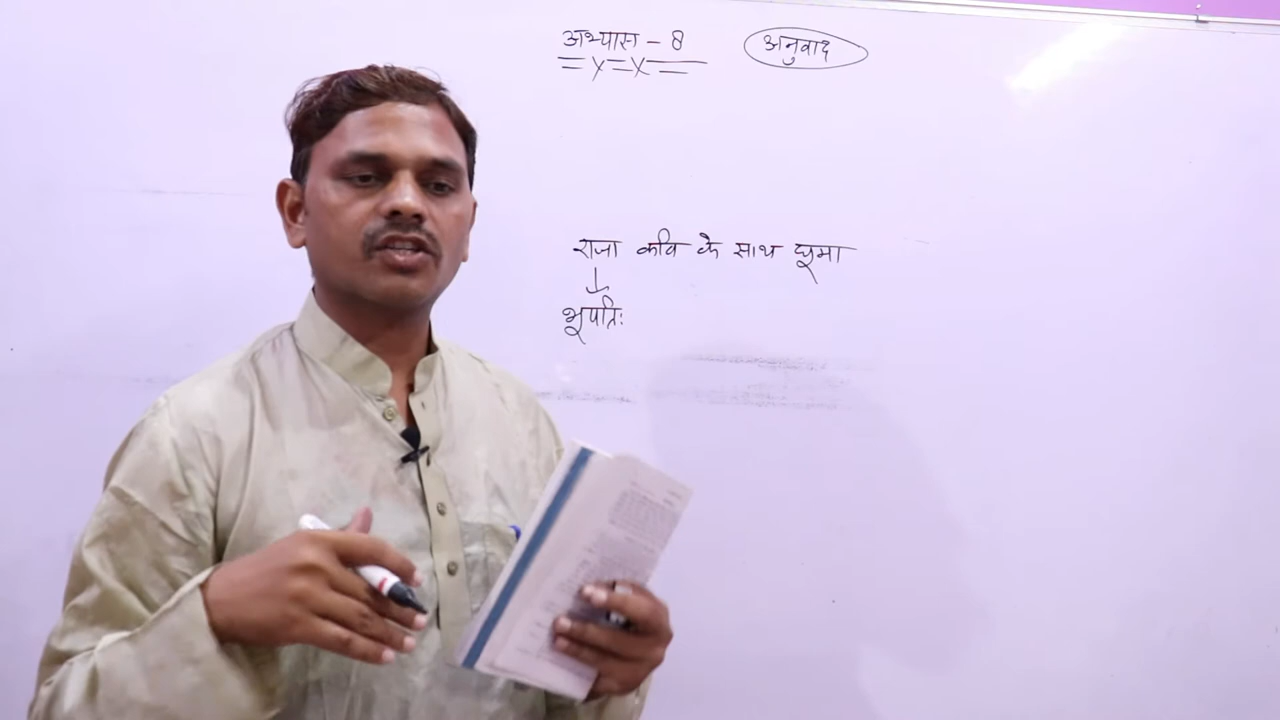 अभ्यास - 8 अनुवाद
राजा कवि के साथ घूमा
भूपतिः